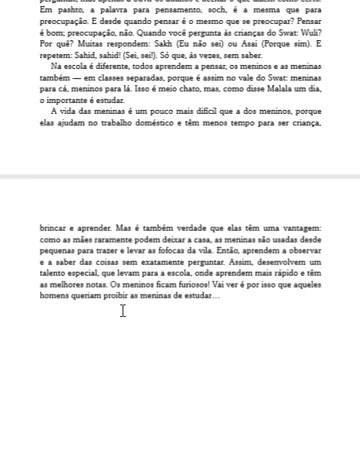 Em pashto, a palavra para pensamento, soch, é a mesma que para
preocupação. E desde quando pensar é o mesmo que se preocupar? Pensar
é bom; preocupação, não. Quando você pergunta às crianças do Swat: Wuli?
Por quê? Muitas respondem: Sakh (Eu não sei) ou Asai (Porque sim). E
repetem: Sahid, sahid! (Sei, sei!). Só que, às vezes, sem saber.
Na escola é diferente, todos aprendem a pensar, os meninos e as meninas
também — em classes separadas, porque é assim no vale do Swat: meninas
para cá, meninos para lá. Isso é meio chato, mas, como disse Malala um dia,
o importante é estudar.
A vida das meninas é um pouco mais difícil que a dos meninos, porque
elas ajudam no trabalho doméstico e têm menos tempo para ser criança,
brincar e aprender. Mas é também verdade que elas têm uma vantagem:
como as mães raramente podem deixar a casa, as meninas são usadas desde
pequenas para trazer e levar as fofocas da vila. Então, aprendem a observar
e a saber das coisas sem exatamente perguntar. Assim, desenvolvem um
talento especial, que levam para a escola, onde aprendem mais rápido e têm
as melhores notas. Os meninos ficam furiosos! Vai ver é por isso que aqueles
homens queriam proibir as meninas de estudar…